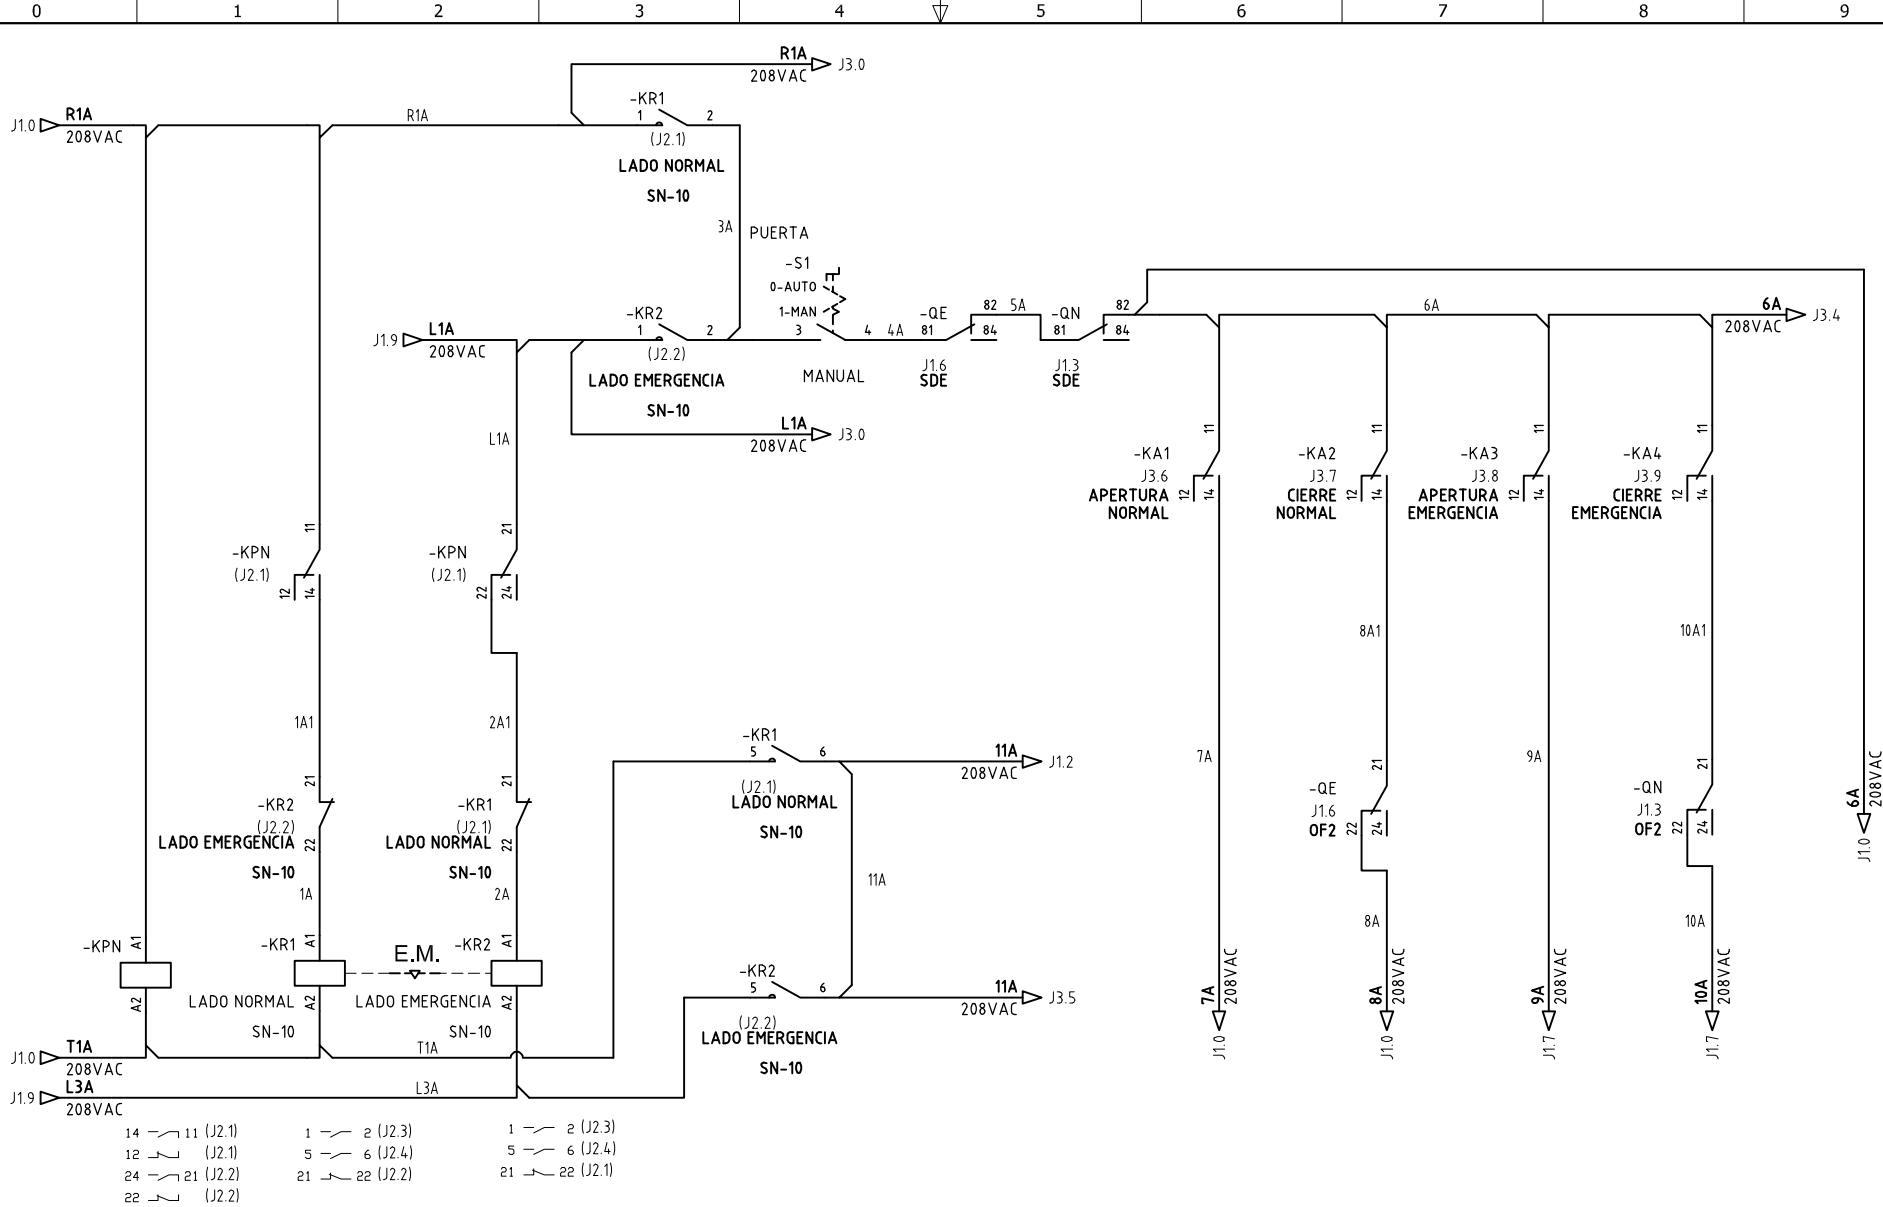 0 1 2 3 4 5 6 7 8 9
R1A
208VAC
J3.0
J1.0
R1A
208VAC
R1A
-KR1
1 2
(J2.1)
LADO NORMAL
SN-10
3A
PUERTA
-S1
0-AUTO
1-MAN
3 4
MANUAL
4A
J1.9
L1A
208VAC
-KR2
1 2
(J2.2)
LADO EMERGENCIA
SN-10
L1A
208VAC
J3.0
L1A
-QE
81 82 84
J1.6
SDE
5A
-QN
81 82 84
J1.3
SDE
6A
6A
208VAC
J3.4
11
-KA1
J3.6
12 14
APERTURA
NORMAL
11
-KA2
J3.7
12 14
CIERRE
NORMAL
11
-KA3
J3.8
12 14
APERTURA
EMERGENCIA
11
-KA4
J3.9
12 14
CIERRE
EMERGENCIA
11
-KPN
(J2.1)
12 14
21
-KPN
(J2.1)
22 24
1A1
2A1
8A1
10A1
7A
9A
21
-KR2
(J2.2)
LADO EMERGENCIA
22
SN-10
1A
21
-KR1
(J2.1)
LADO NORMAL
22
SN-10
2A
-KR1
5 6
(J2.1)
LADO NORMAL
SN-10
11A
208VAC
J1.2
11A
-KR2
5 6
(J2.2)
LADO EMERGENCIA
SN-10
11A
208VAC
J3.5
21
-QE
J1.6
OF2
22 24
8A
21
-QN
J1.3
OF2
22 24
10A
6A
208VAC
J1.0
-KPN
A1
A2
-KR1
A1
A2
LADO NORMAL
SN-10
E.M.
-KR2
A1
A2
LADO EMERGENCIA
SN-10
7A
208VAC
J1.0
8A
208VAC
J1.0
9A
208VAC
J1.7
10A
208VAC
J1.7
J1.0
T1A
208VAC
T1A
J1.9
L3A
208VAC
L3A
14 11 (J2.1)
12 (J2.1)
24 21 (J2.2)
22 (J2.2)
1 2 (J2.3)
5 6 (J2.4)
21 22 (J2.2)
1 2 (J2.3)
5 6 (J2.4)
21 22 (J2.1)